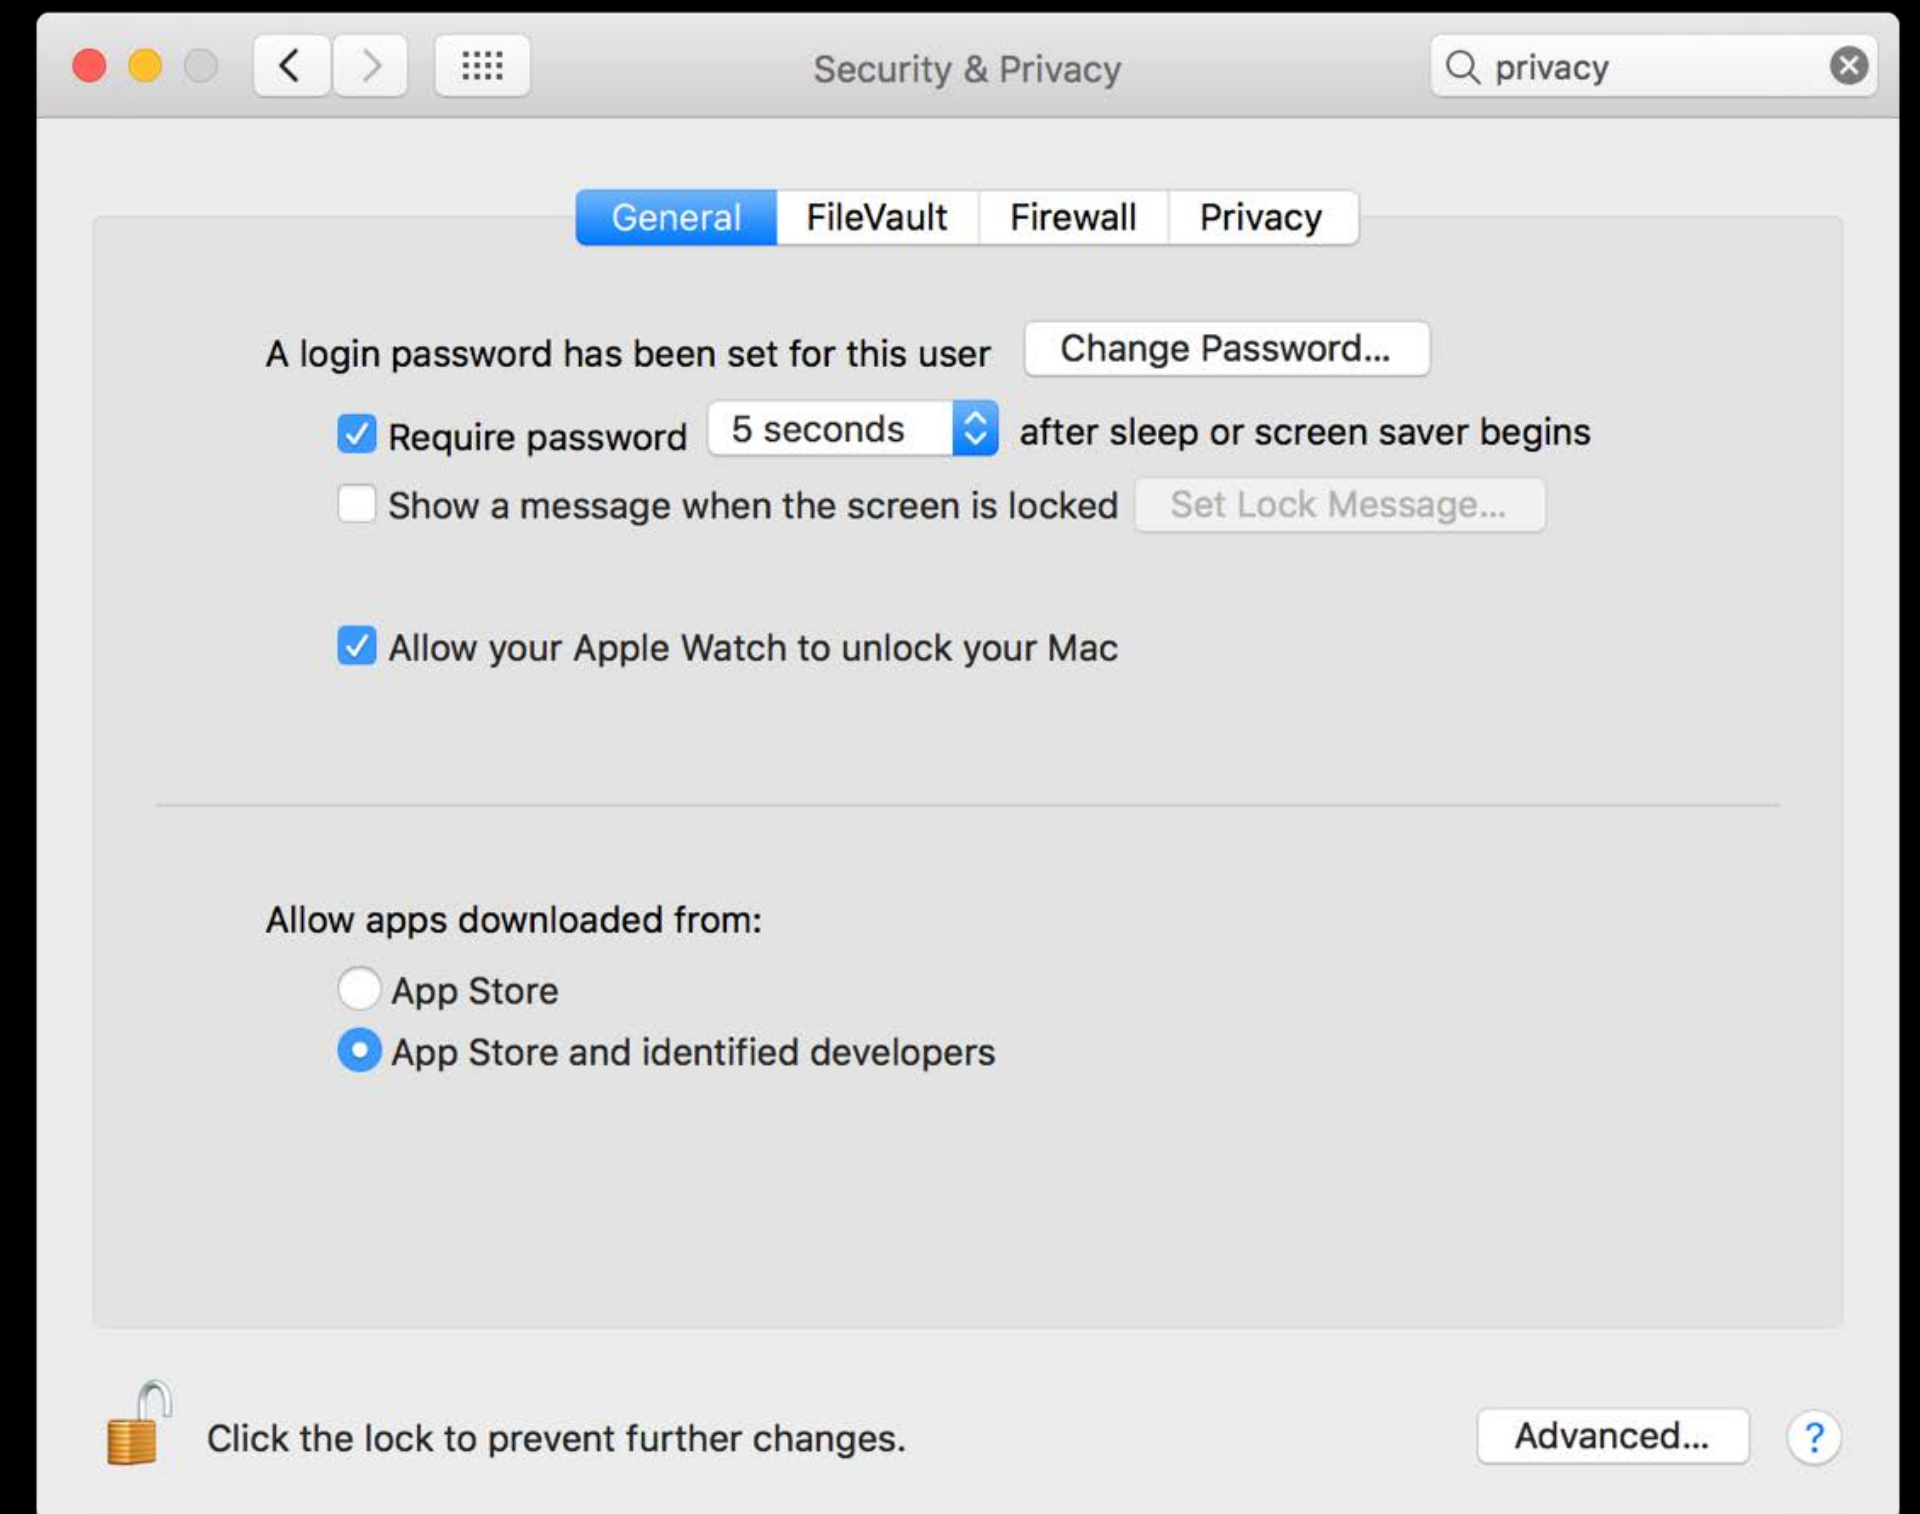 Security & Privacy
privacy
General FileVault Firewall Privacy
A login password has been set for this user Change Password...
Require password 5 seconds after sleep or screen saver begins
Show a message when the screen is locked Set Lock Message...
Allow your Apple Watch to unlock your Mac
Allow apps downloaded from:
App Store
App Store and identified developers
Click the lock to prevent further changes.
Advanced... ?